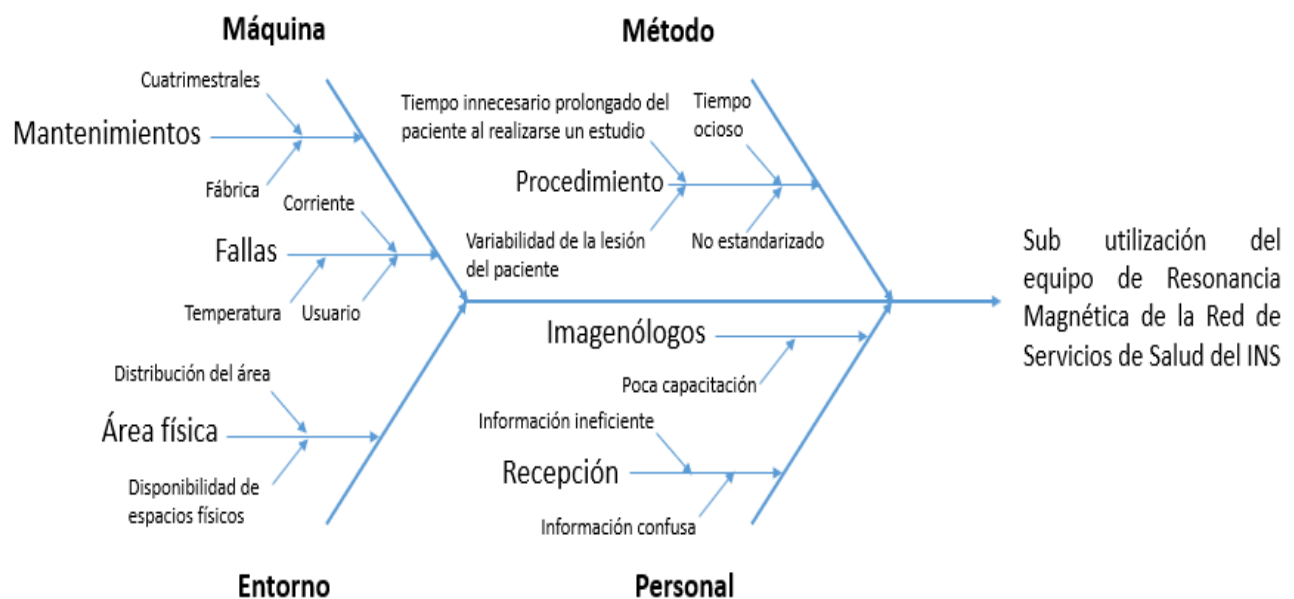 Máquina
Método
Cuatrimestrales
Mantenimientos
Fábrica
Corriente
Fallas
Temperatura
Usuario
Tiempo innecesario prolongado del
paciente al realizarse un estudio
Tiempo
ocioso
Procedimiento
Variabilidad de la lesión
del paciente
No estandarizado
Sub utilización del
equipo de Resonancia
Magnética de la Red de
Servicios de Salud del INS
Distribución del área
Área física
Disponibilidad de
espacios físicos
Imagenólogos
Poca capacitación
Información ineficiente
Recepción
Información confusa
Entorno
Personal